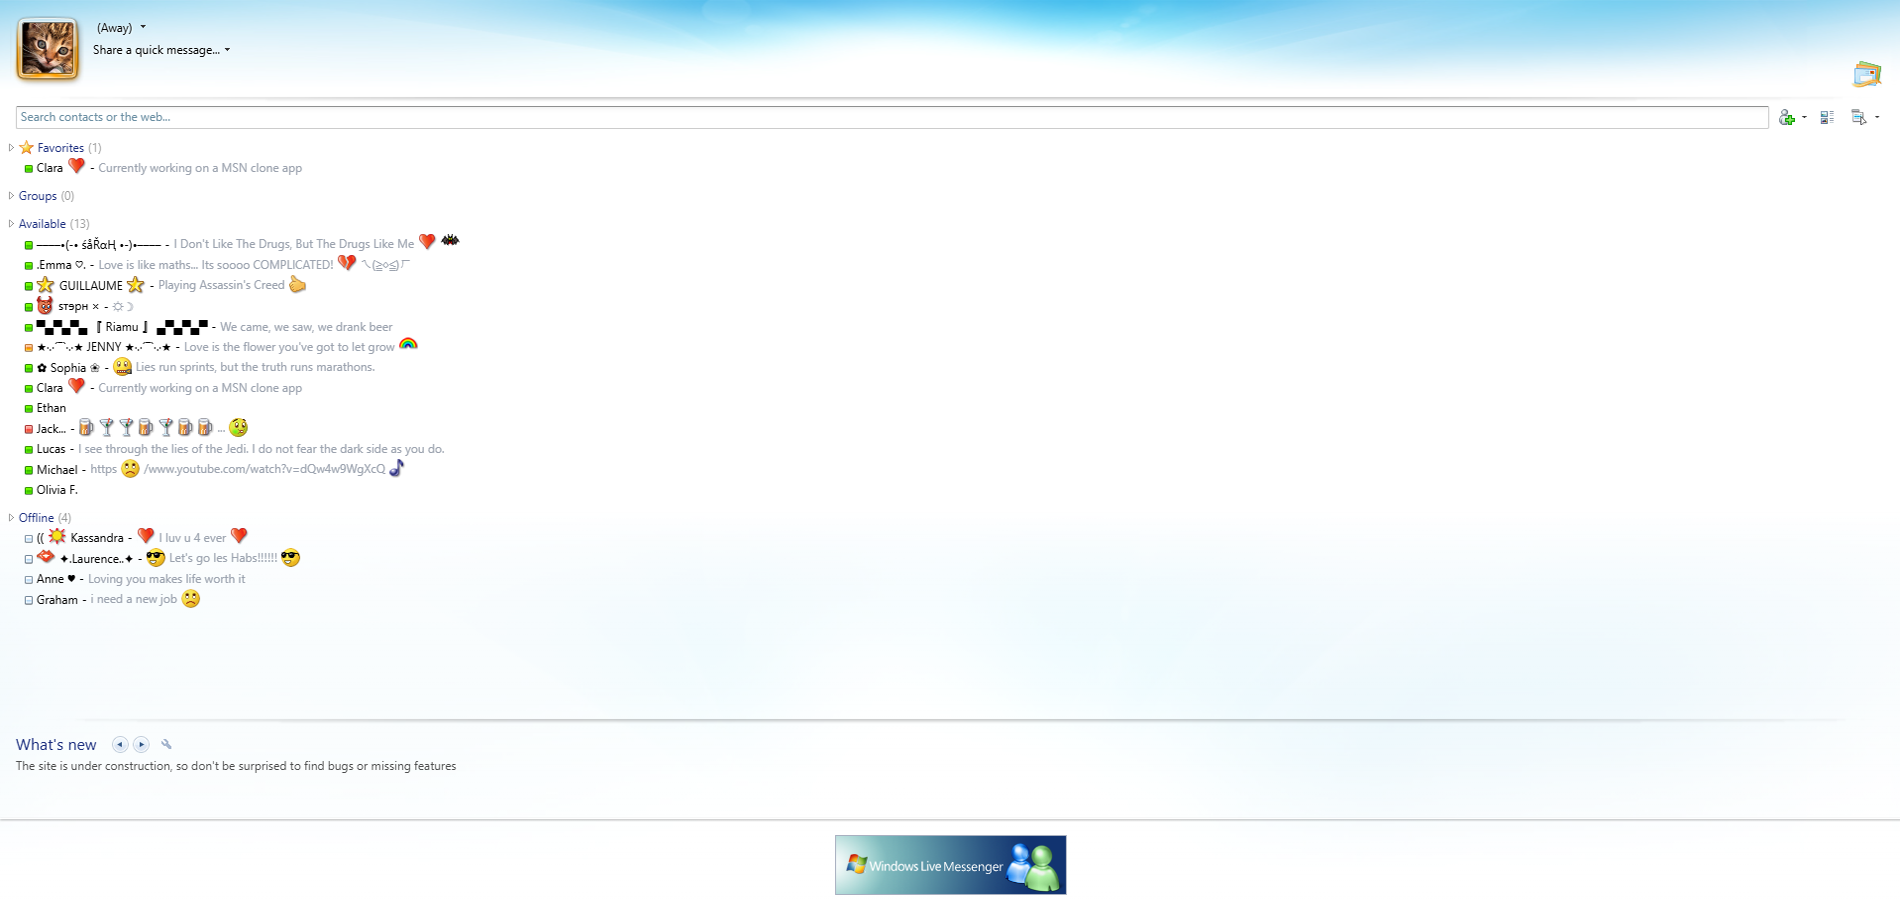 (Away)
Share a quick message...
Search contacts or the web...
Favorites (1)
Clara - Currently working on a MSN clone app
Groups (0)
Available (13)
–––––•(-• śåŘαҢ •-)•––––– - I Don't Like The Drugs, But The Drugs Like Me
.Emma ♡. - Love is like maths... Its soooo COMPLICATED! ㄟ(≧◇≦)ㄏ
GUILLAUME - Playing Assassin's Creed
ѕтэрн × - ☼☽
▀▄▀▄▀▄ 『 Riamu 』 ▄▀▄▀▄▀ - We came, we saw, we drank beer
★·.·´¯`·.·★ JENNY ★·.·´¯`·.·★ - Love is the flower you've got to let grow
✿ Sophia ❀ - Lies run sprints, but the truth runs marathons.
Clara - Currently working on a MSN clone app
Ethan
Jack... - ...
Lucas - I see through the lies of the Jedi. I do not fear the dark side as you do.
Michael - https /www.youtube.com/watch?v=dQw4w9WgXcQ
Olivia F.
Offline (4)
(( Kassandra - I luv u 4 ever
✦.Laurence..✦ - Let's go les Habs!!!!!!
Anne ♥ - Loving you makes life worth it
Graham - i need a new job
What's new
The site is under construction, so don't be surprised to find bugs or missing features
Windows Live Messenger